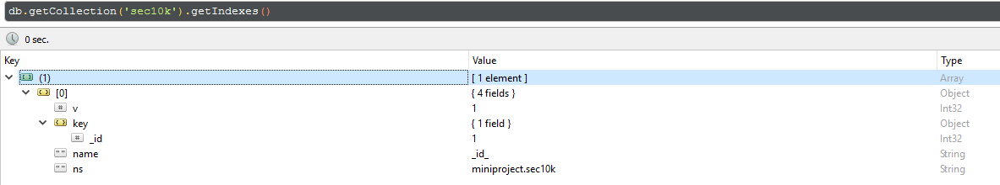 db.getCollection('sec10k').getIndexes()
0 sec.
Key Value Type
(1) [ 1 element ] Array
[0] { 4 fields } Object
# v 1 Int32
key { 1 field } Object
# _id 1 Int32
"" name _id_ String
"" ns miniproject.sec10k String